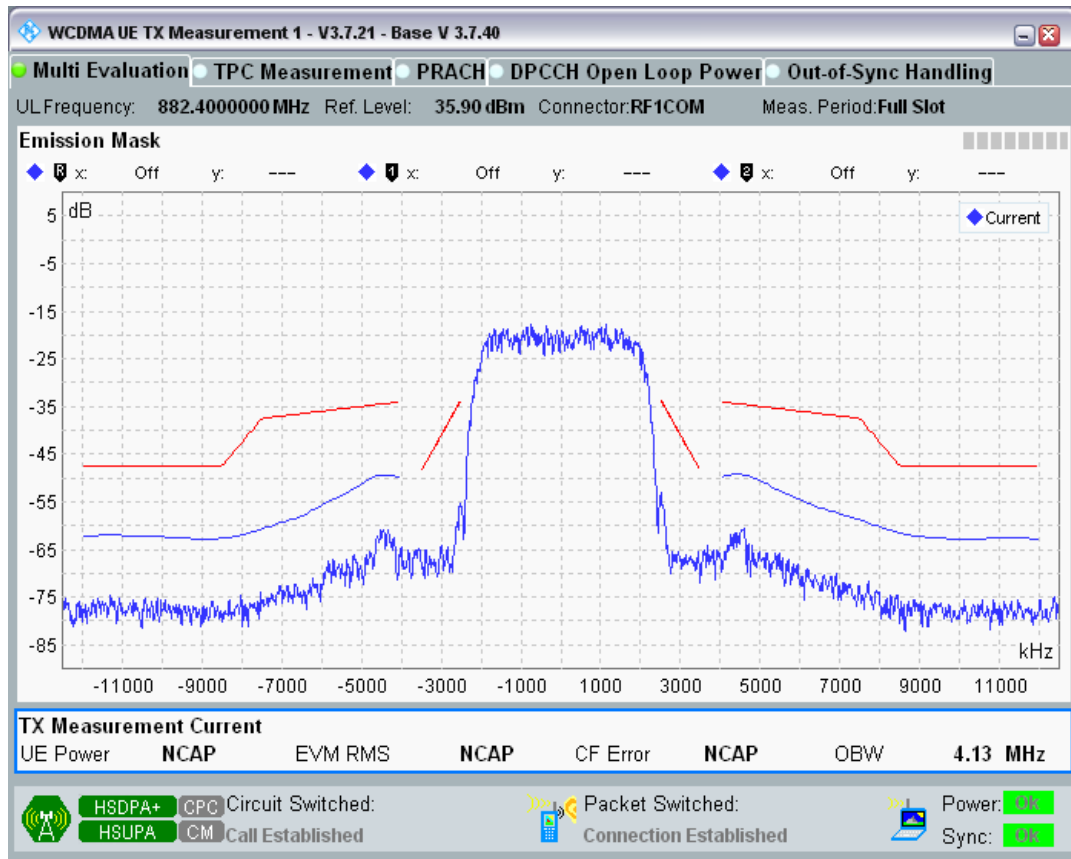 WCDMA UE TX Measurement 1 - V3.7.21 - Base V 3.7.40
Multi Evaluation TPC Measurement PRACH DPCCH Open Loop Power Out-of-Sync Handling
UL Frequency: 882.4000000 MHz Ref. Level: 35.90 dBm Connector: RF1COM Meas. Period: Full Slot
Emission Mask
R x: Off y: --- 1 x: Off y: --- 2 x: Off y: ---
dB
Current
5
-5
-15
-25
-35
-45
-55
-65
-75
-85
kHz
-11000 -9000 -7000 -5000 -3000 -1000 1000 3000 5000 7000 9000 11000
TX Measurement Current
UE Power NCAP EVM RMS NCAP CF Error NCAP OBW 4.13 MHz
HSDPA+ CPC Circuit Switched: Packet Switched: Power: Ok
HSUPA CM Call Established Connection Established Sync: Ok